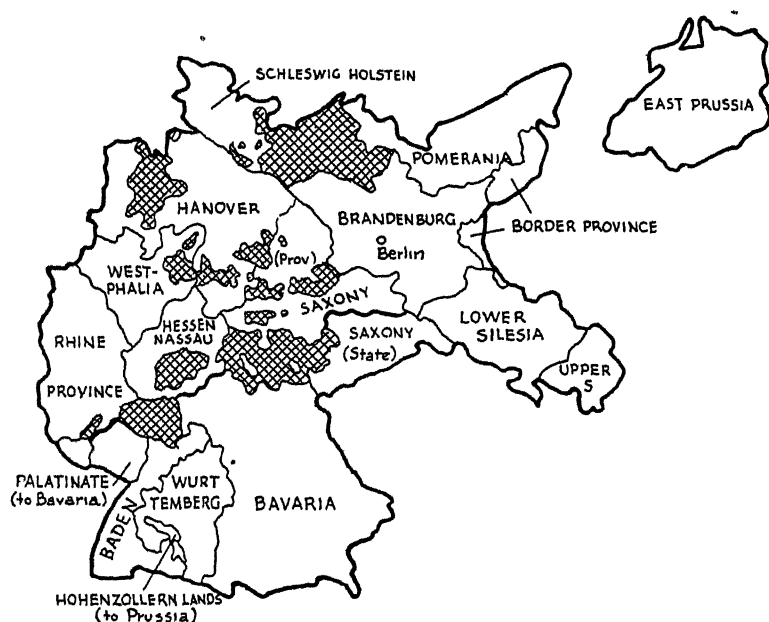 SCHLESWIG HOLSTEIN
EAST PRUSSIA
POMERANIA
HANOVER
BRANDENBURG
BORDER PROVINCE
Berlin
(Prov)
WEST-
PHALIA
SAXONY
HESSEN
NASSAU
LOWER
SILESIA
SAXONY
(State)
RHINE
PROVINCE
UPPER
S
PALATINATE
(to Bavaria)
WURT
TEMBERG
BAVARIA
BADEN
HOHENZOLLERN LANDS
(to Prussia)